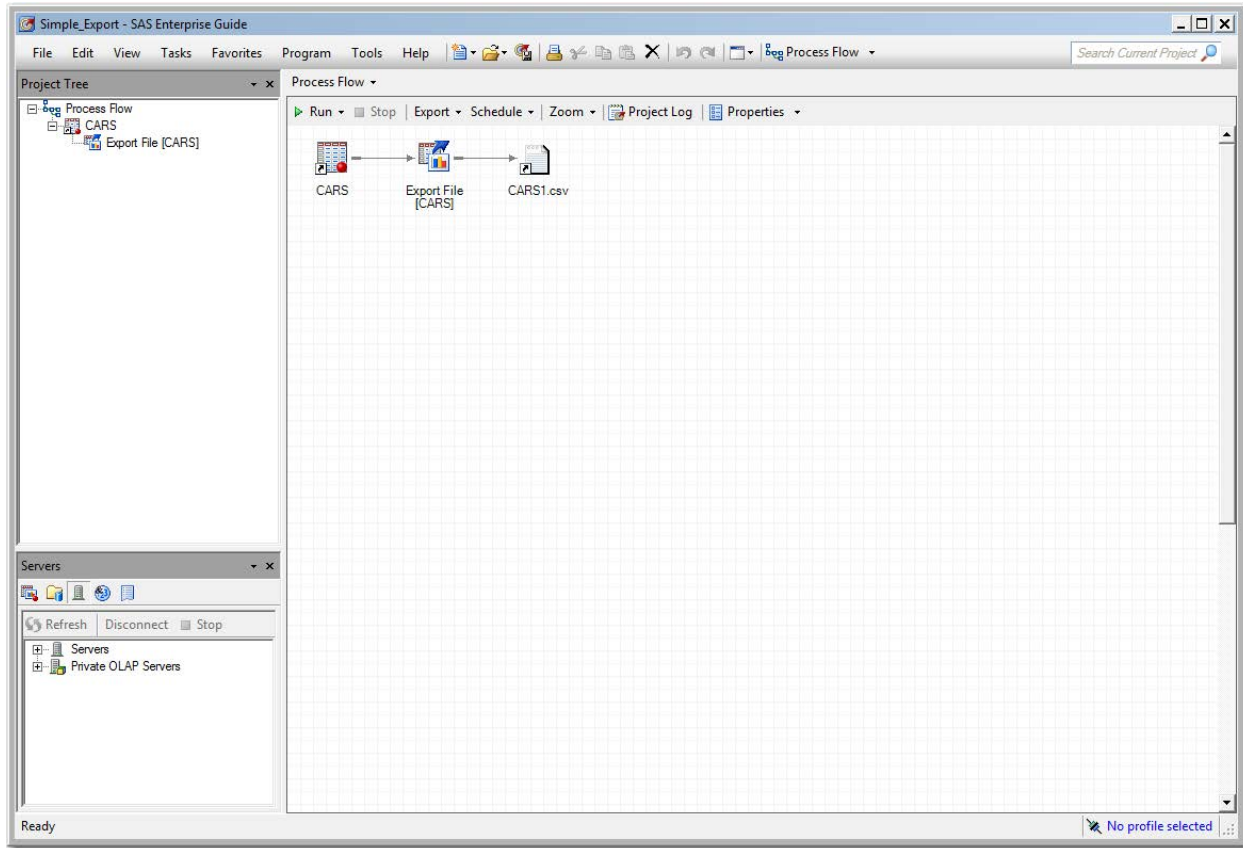 Simple_Export - SAS Enterprise Guide
File Edit View Tasks Favorites Program Tools Help Process Flow Search Current Project
Project Tree
Process Flow
CARS
Export File [CARS]
Process Flow
Run Stop Export Schedule Zoom Project Log Properties
CARS
Export File
[CARS]
CARS1.csv
Servers
Refresh Disconnect Stop
Servers
Private OLAP Servers
Ready
No profile selected